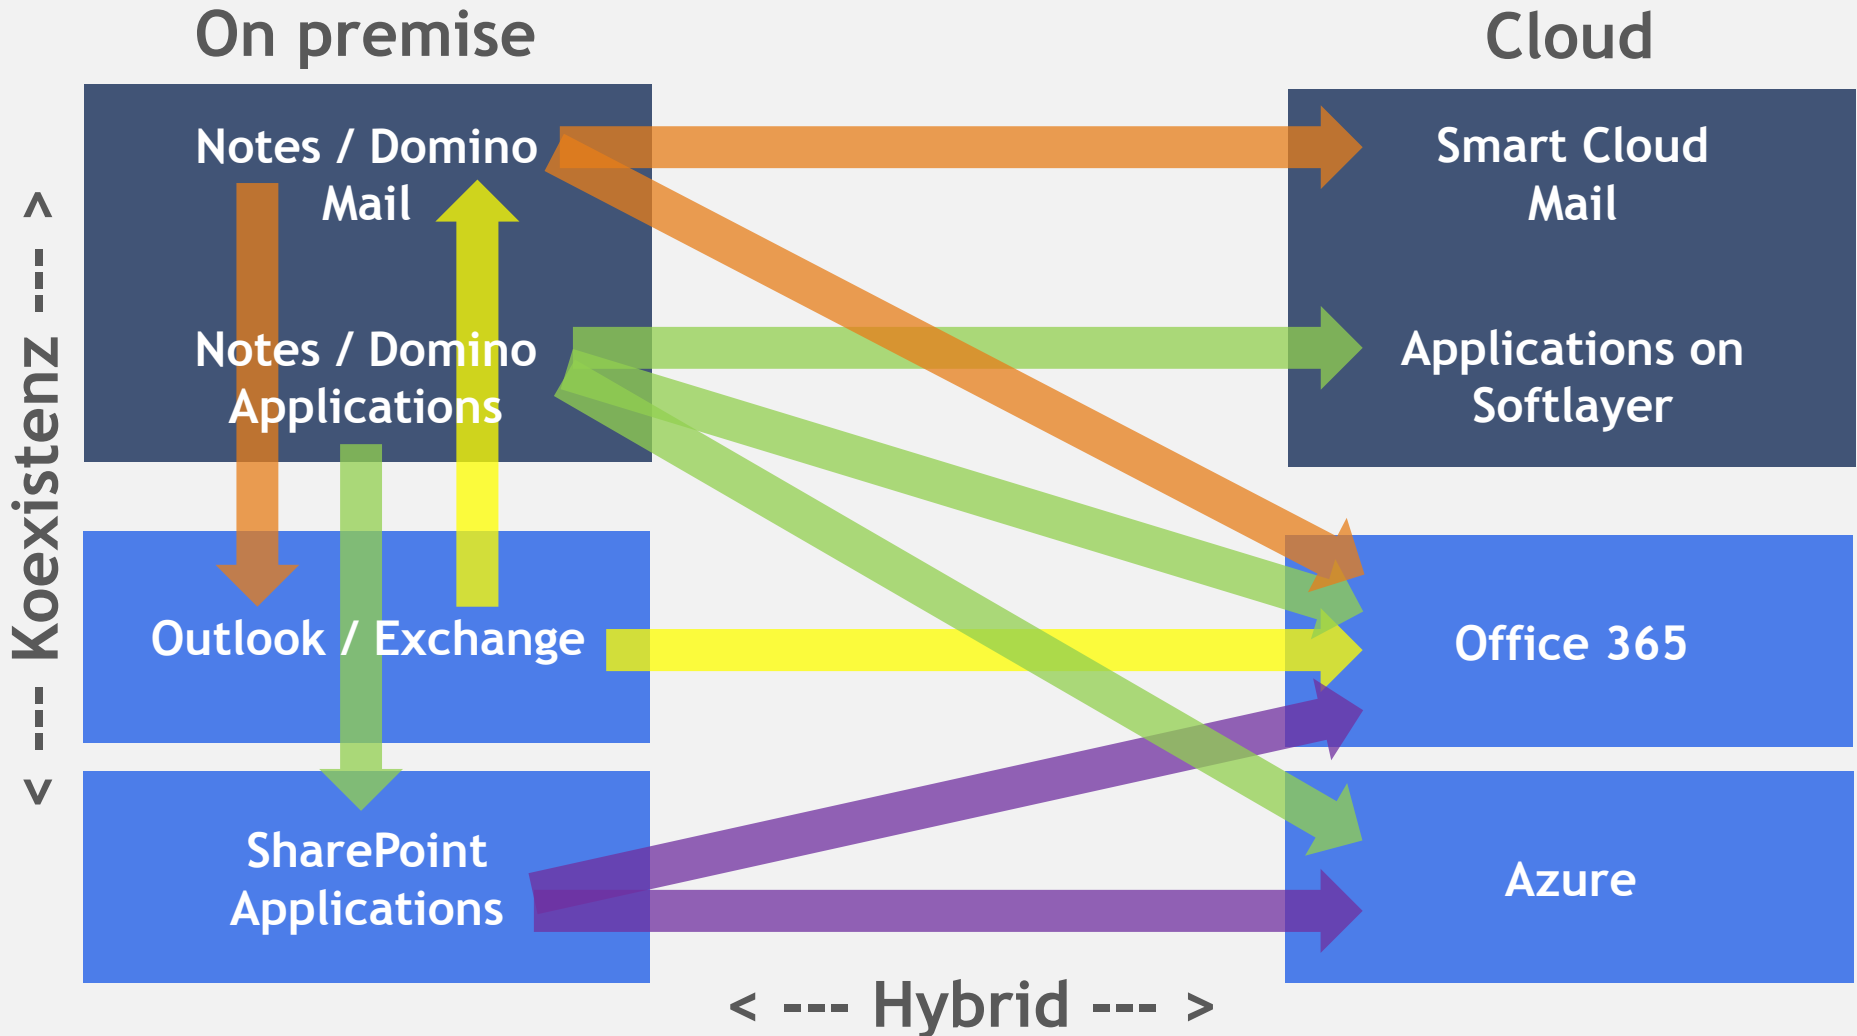 On premise
Cloud
Notes / Domino
Mail
Notes / Domino
Applications
Smart Cloud
Mail
Applications on
Softlayer
< --- Koexistenz --- >
Outlook / Exchange
Office 365
SharePoint
Applications
Azure
< --- Hybrid --- >